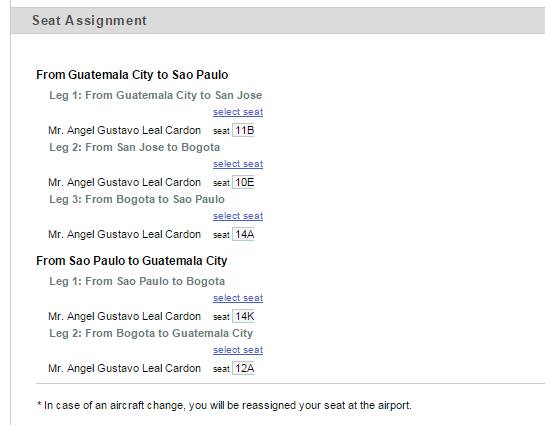 Seat Assignment
From Guatemala City to Sao Paulo
Leg 1: From Guatemala City to San Jose
select seat
Mr. Angel Gustavo Leal Cardon seat 11B
Leg 2: From San Jose to Bogota
select seat
Mr. Angel Gustavo Leal Cardon seat 10E
Leg 3: From Bogota to Sao Paulo
select seat
Mr. Angel Gustavo Leal Cardon seat 14A
From Sao Paulo to Guatemala City
Leg 1: From Sao Paulo to Bogota
select seat
Mr. Angel Gustavo Leal Cardon seat 14K
Leg 2: From Bogota to Guatemala City
select seat
Mr. Angel Gustavo Leal Cardon seat 12A
* In case of an aircraft change, you will be reassigned your seat at the airport.